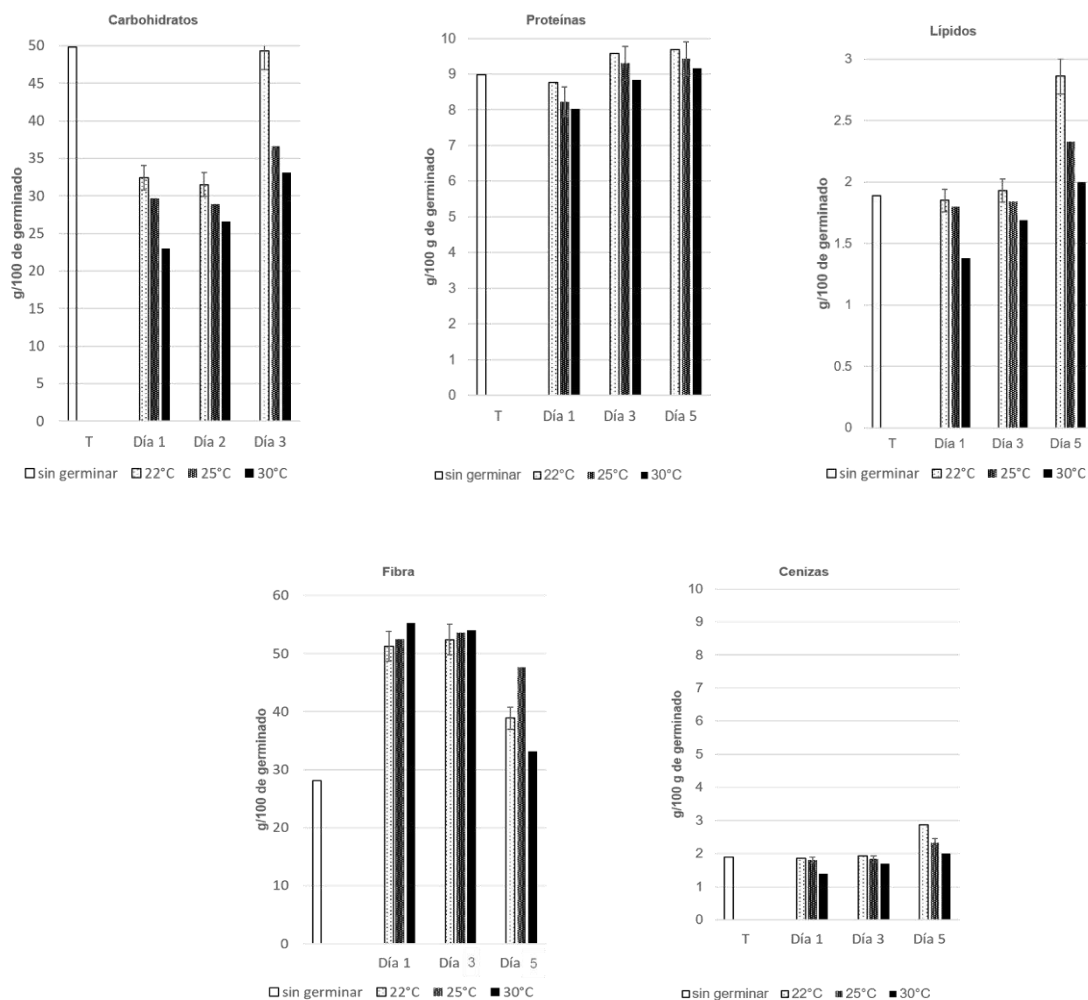 Carbohidratos
g/100 de germinado
50
45
40
35
30
25
20
15
10
5
0
T Día 1 Día 2 Día 3
sin germinar 22°C 25°C 30°C
Proteínas
g/100 g de germinado
10
9
8
7
6
5
4
3
2
1
0
T Día 1 Día 3 Día 5
sin germinar 22°C 25°C 30°C
Lípidos
g/100 de germinado
3
2.5
2
1.5
1
0.5
0
T Día 1 Día 3 Día 5
sin germinar 22°C 25°C 30°C
Fibra
g/100 de germinado
60
50
40
30
20
10
0
Día 1 Día 3 Día 5
sin germinar 22°C 25°C 30°C
Cenizas
g/100 g de germinado
10
9
8
7
6
5
4
3
2
1
0
T Día 1 Día 3 Día 5
sin germinar 22°C 25°C 30°C